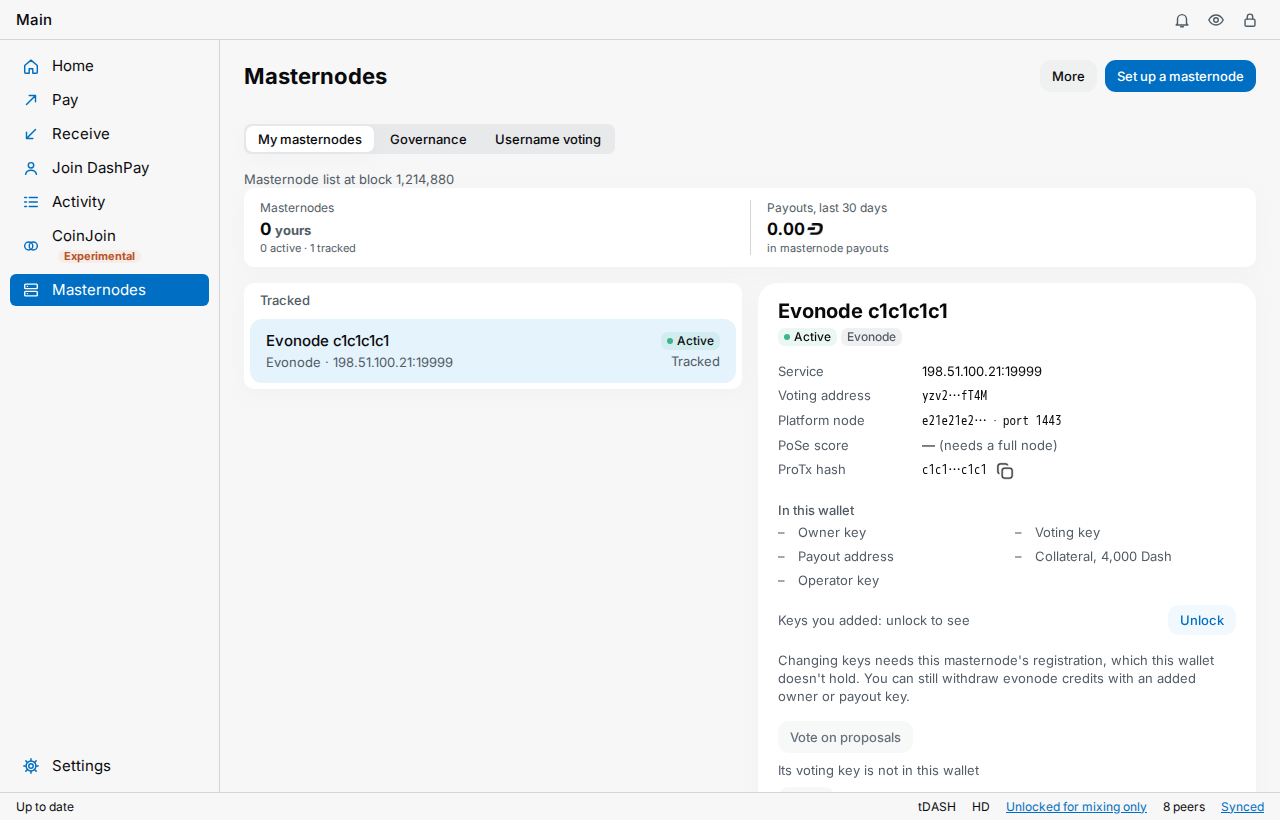 Main
Home
Pay
Receive
Join DashPay
Activity
CoinJoin
Experimental
Masternodes
Settings
Masternodes
More
Set up a masternode
My masternodes
Governance
Username voting
Masternode list at block 1,214,880
Masternodes
0 yours
0 active · 1 tracked
Payouts, last 30 days
0.00
in masternode payouts
Tracked
Evonode c1c1c1c1
Active
Evonode · 198.51.100.21:19999
Tracked
Evonode c1c1c1c1
Active
Evonode
Service 198.51.100.21:19999
Voting address yzv2⋯fT4M
Platform node e21e21e2⋯ · port 1443
PoSe score — (needs a full node)
ProTx hash c1c1⋯c1c1
In this wallet
– Owner key
– Voting key
– Payout address
– Collateral, 4,000 Dash
– Operator key
Keys you added: unlock to see
Unlock
Changing keys needs this masternode's registration, which this wallet
doesn't hold. You can still withdraw evonode credits with an added
owner or payout key.
Vote on proposals
Its voting key is not in this wallet
Up to date
tDASH
HD
Unlocked for mixing only
8 peers
Synced